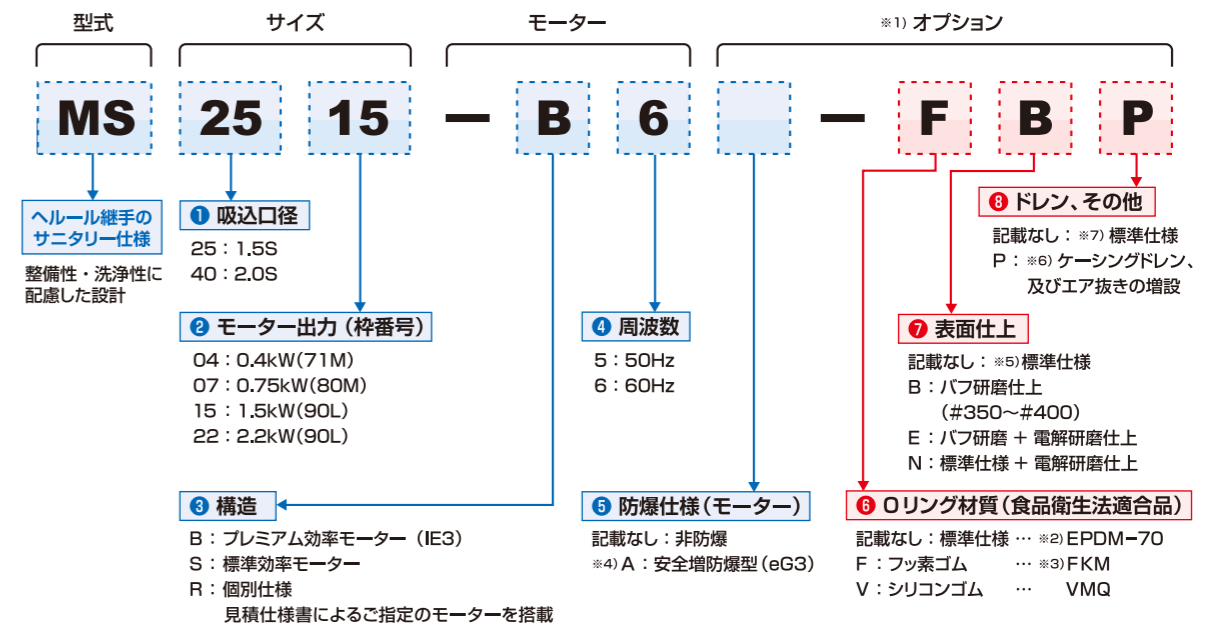 型式 サイズ モーター ※1) オプション
MS 25 15 － B 6 － F B P
ヘルール継手の
サニタリー仕様
整備性・洗浄性に
配慮した設計
❶ 吸込口径
25：1.5S
40：2.0S
❷ モーター出力（枠番号）
04：0.4kW(71M)
07：0.75kW(80M)
15：1.5kW(90L)
22：2.2kW(90L)
❸ 構造
B：プレミアム効率モーター（IE3）
S：標準効率モーター
R：個別仕様
見積仕様書によるご指定のモーターを搭載
❹ 周波数
5：50Hz
6：60Hz
❺ 防爆仕様（モーター）
記載なし：非防爆
※4) A：安全増防爆型（eG3）
❽ ドレン、その他
記載なし：※7) 標準仕様
P：※6) ケーシングドレン、
及びエア抜きの増設
❼ 表面仕上
記載なし：※5) 標準仕様
B：バフ研磨仕上
（#350～#400）
E：バフ研磨 + 電解研磨仕上
N：標準仕様 + 電解研磨仕上
❻ Oリング材質（食品衛生法適合品）
記載なし：標準仕様 … ※2) EPDM-70
F：フッ素ゴム … ※3) FKM
V：シリコンゴム … VMQ